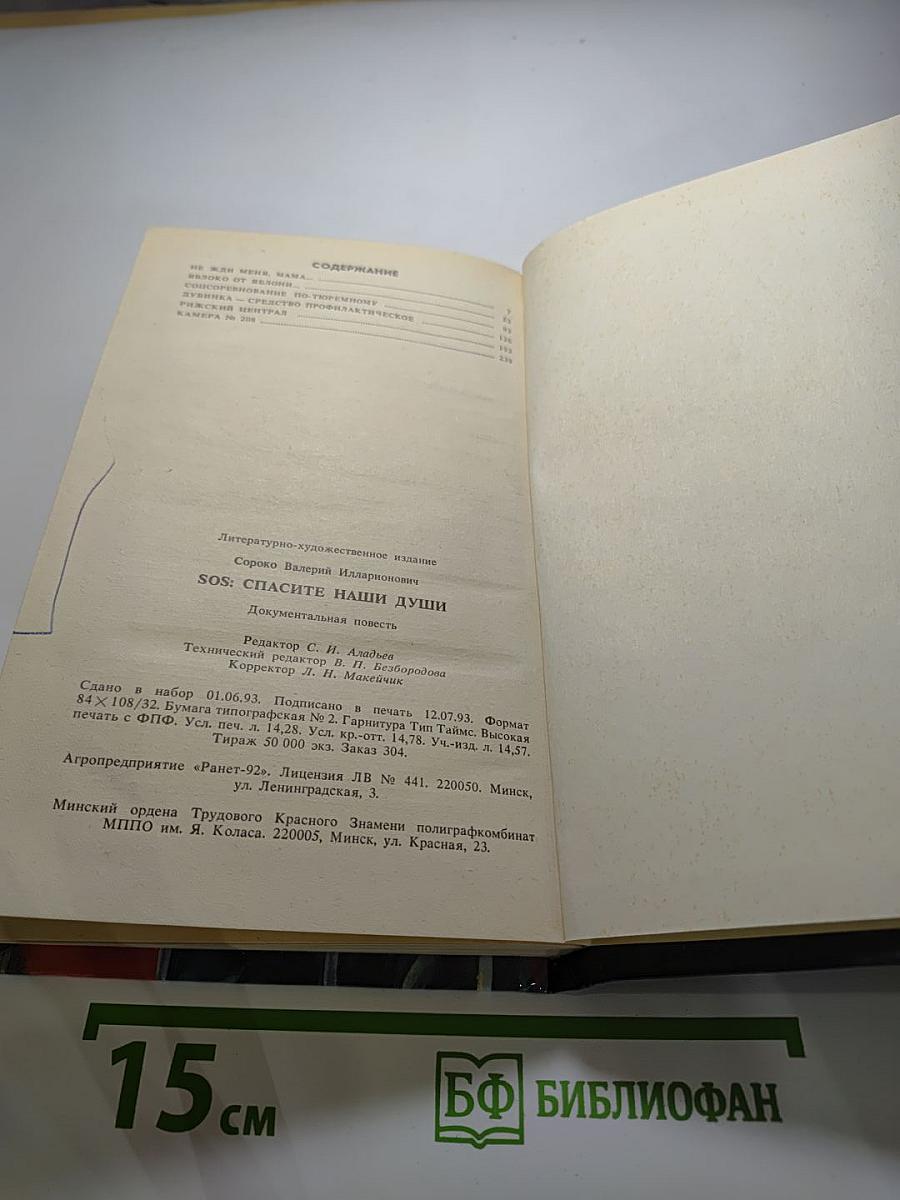 СОДЕРЖАНИЕ
НЕ ЖДИ МЕНЯ, МАМА...
ЯБЛОКО ОТ ЯБЛОНИ... 7
СОЦСОРЕВНОВАНИЕ ПО-ТЮРЕМНОМУ
ДУБИНКА — СРЕДСТВО ПРОФИЛАКТИЧЕСКОЕ
РИЖСКИЙ ЦЕНТРАЛ
КАМЕРА № 208 239
Литературно-художественное издание
Сороко Валерий Илларионович
SOS: СПАСИТЕ НАШИ ДУШИ
Документальная повесть
Редактор С. И. Аладьев
Технический редактор В. П. Безбородова
Корректор Л. Н. Макейчик
Сдано в набор 01.06.93. Подписано в печать 12.07.93. Формат
84×108/32. Бумага типографская № 2. Гарнитура Тип Таймс. Высокая
печать с ФПФ. Усл. печ. л. 14,28. Усл. кр.-отт. 14,78. Уч.-изд. л. 14,57.
Тираж 50 000 экз. Заказ 304.
Агропредприятие «Ранет-92». Лицензия ЛВ № 441. 220050. Минск,
ул. Ленинградская, 3.
Минский ордена Трудового Красного Знамени полиграфкомбинат
МППО им. Я. Коласа. 220005, Минск, ул. Красная, 23.
15 см
БФ БИБЛИОФАН